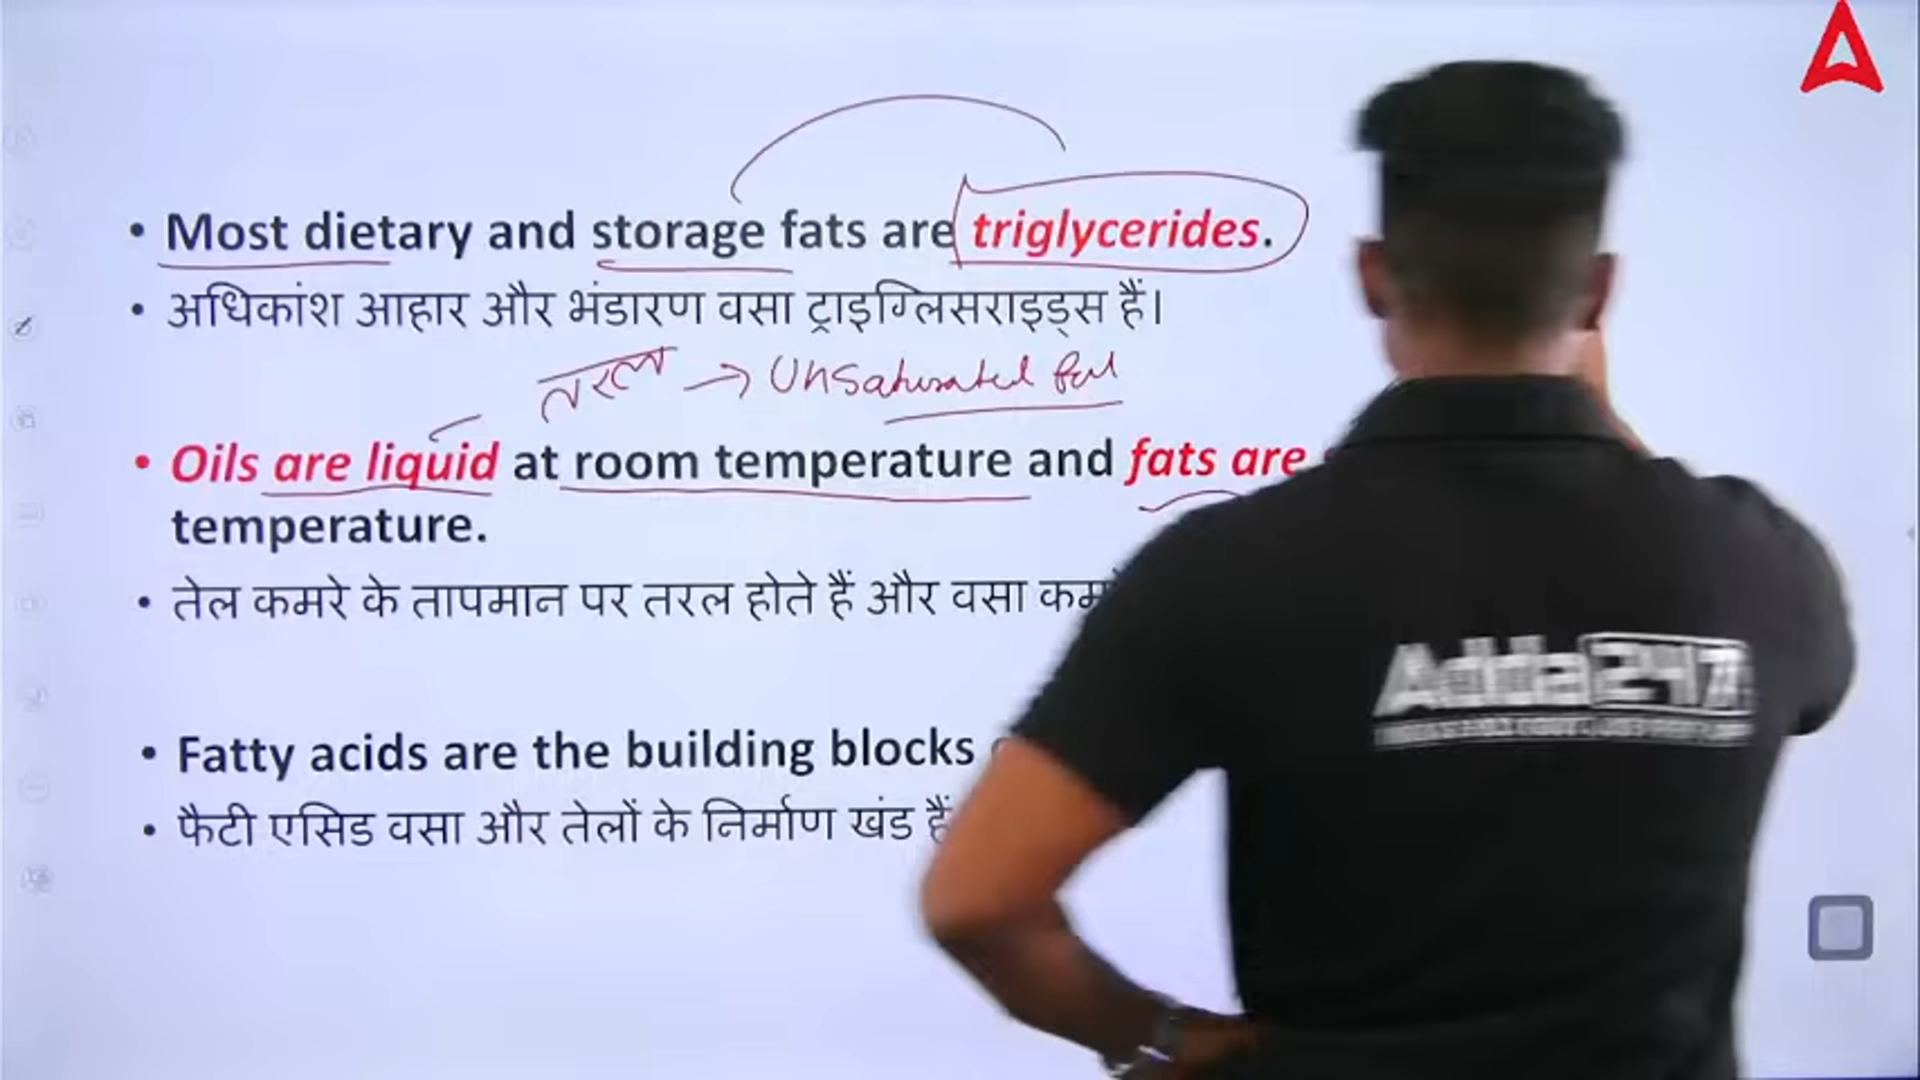 • Most dietary and storage fats are triglycerides.
• अधिकांश आहार और भंडारण वसा ट्राइग्लिसराइड्स हैं।
तरल → Unsaturated fat
• Oils are liquid at room temperature and fats are
temperature.
• तेल कमरे के तापमान पर तरल होते हैं और वसा
• Fatty acids are the building blocks
• फैटी एसिड वसा और तेलों के निर्माण खंड हैं
Adda247